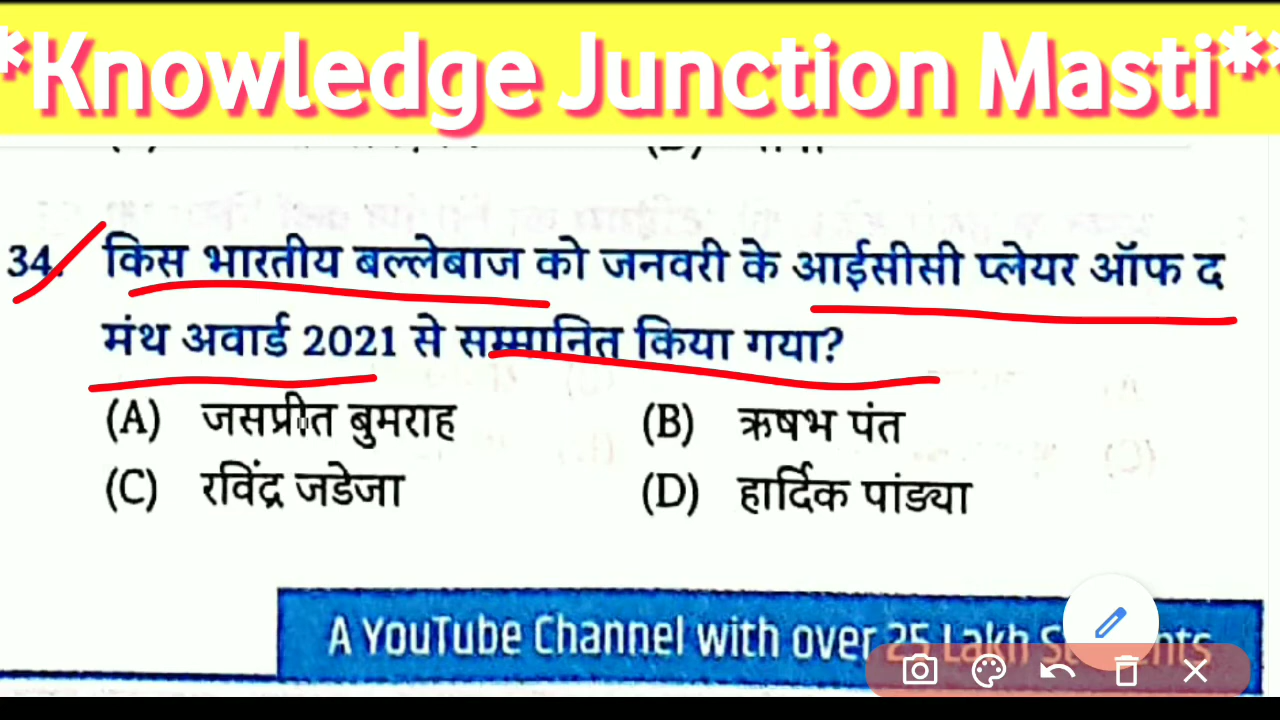 *Knowledge Junction Masti*
34. किस भारतीय बल्लेबाज को जनवरी के आईसीसी प्लेयर ऑफ द
मंथ अवार्ड 2021 से सम्मानित किया गया?
(A) जसप्रीत बुमराह (B) ऋषभ पंत
(C) रविंद्र जडेजा (D) हार्दिक पांड्या
A YouTube Channel with over 25 Lakh